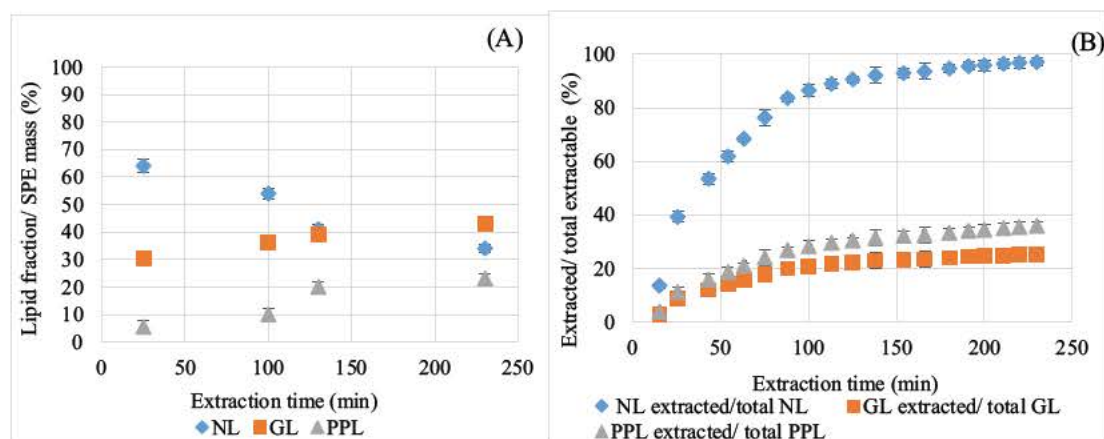 (A)
100
90
80
70
60
50
40
30
20
10
0
0 50 100 150 200 250
Lipid fraction/ SPE mass (%)
Extraction time (min)
NL GL PPL
(B)
100
80
60
40
20
0
0 50 100 150 200 250
Extracted/ total extractable (%)
Extraction time (min)
NL extracted/total NL GL extracted/ total GL
PPL extracted/ total PPL